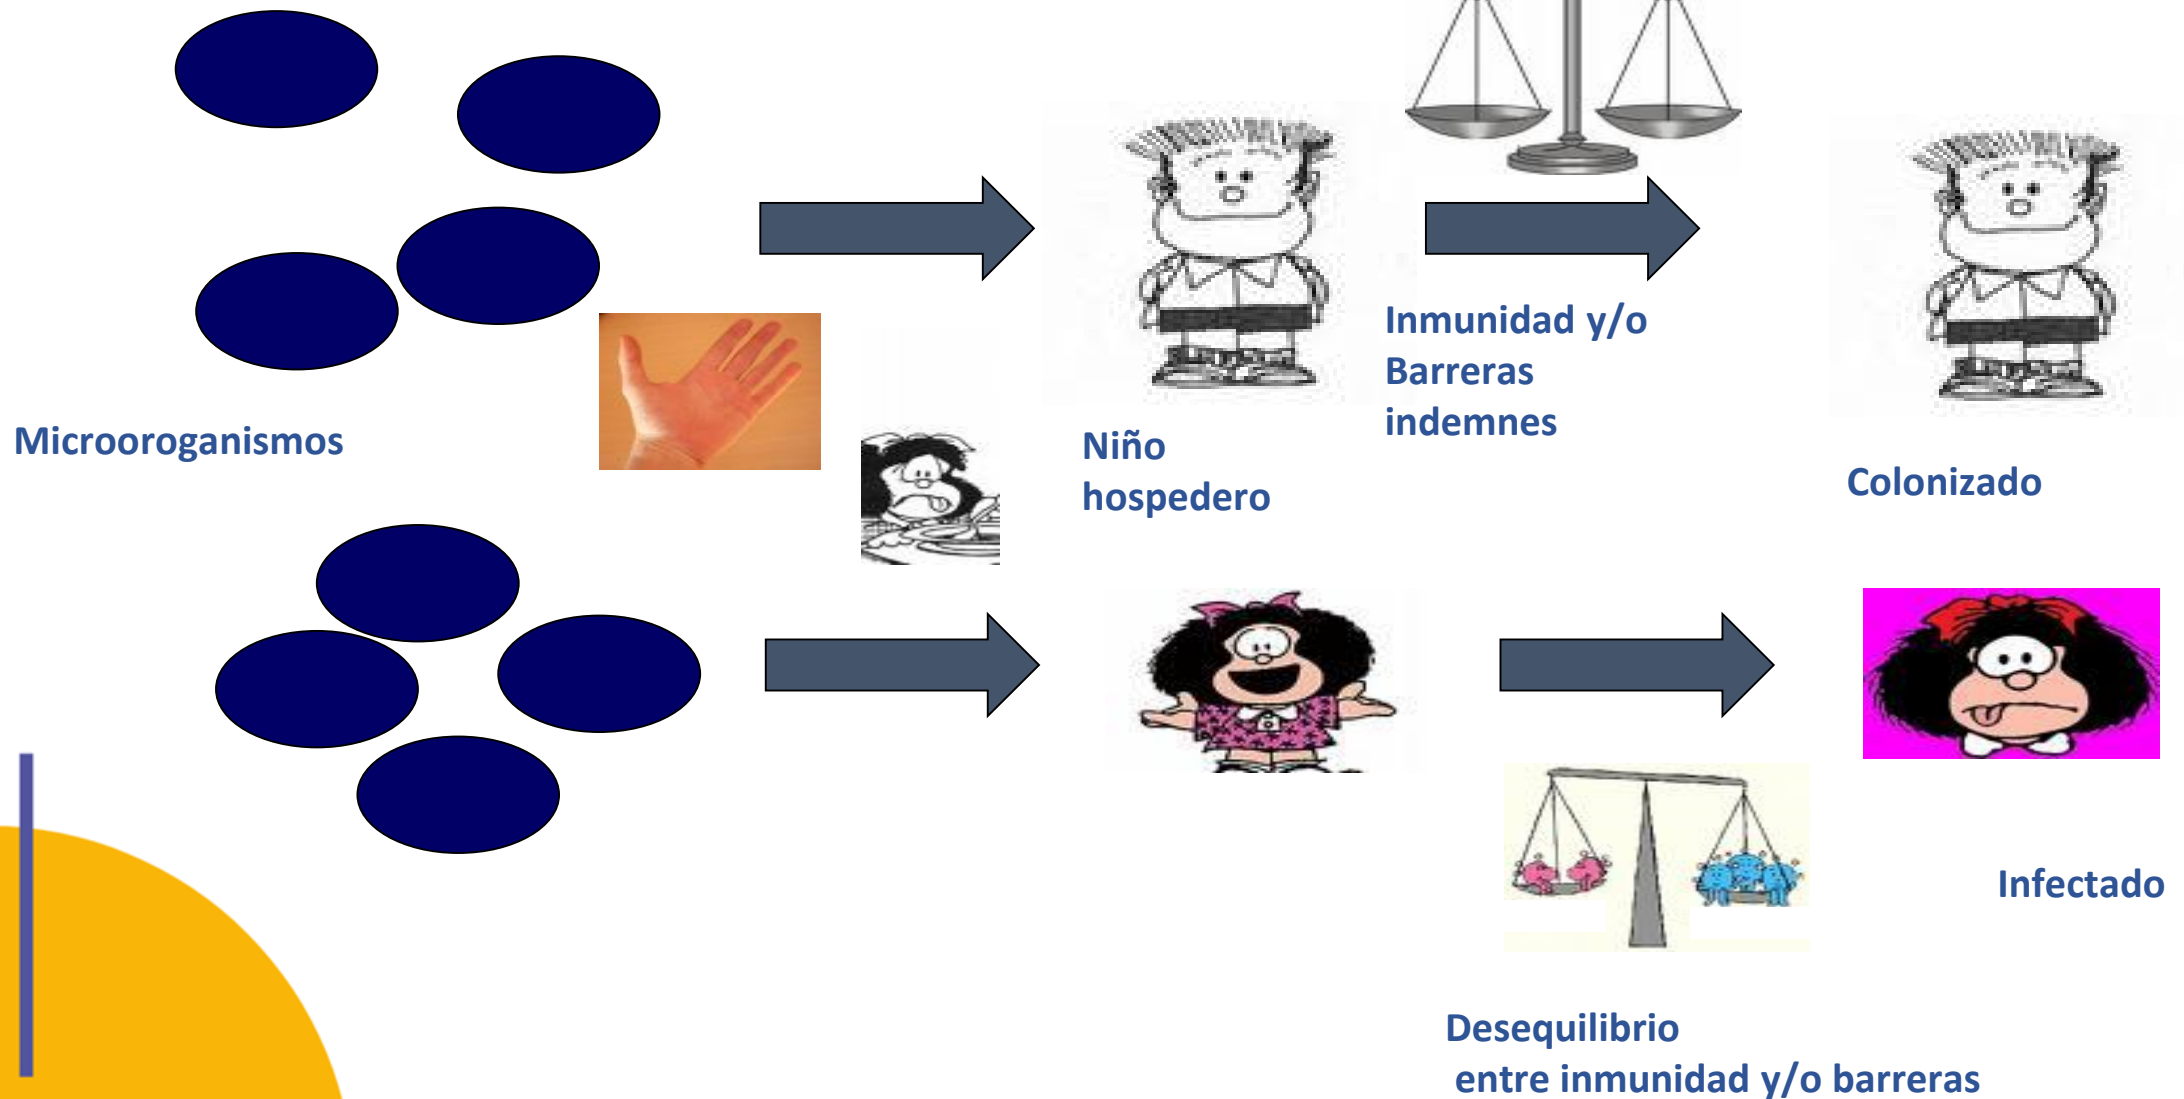 Microoroganismos
Niño
hospedero
Inmunidad y/o
Barreras
indemnes
Colonizado
Infectado
Desequilibrio
entre inmunidad y/o barreras